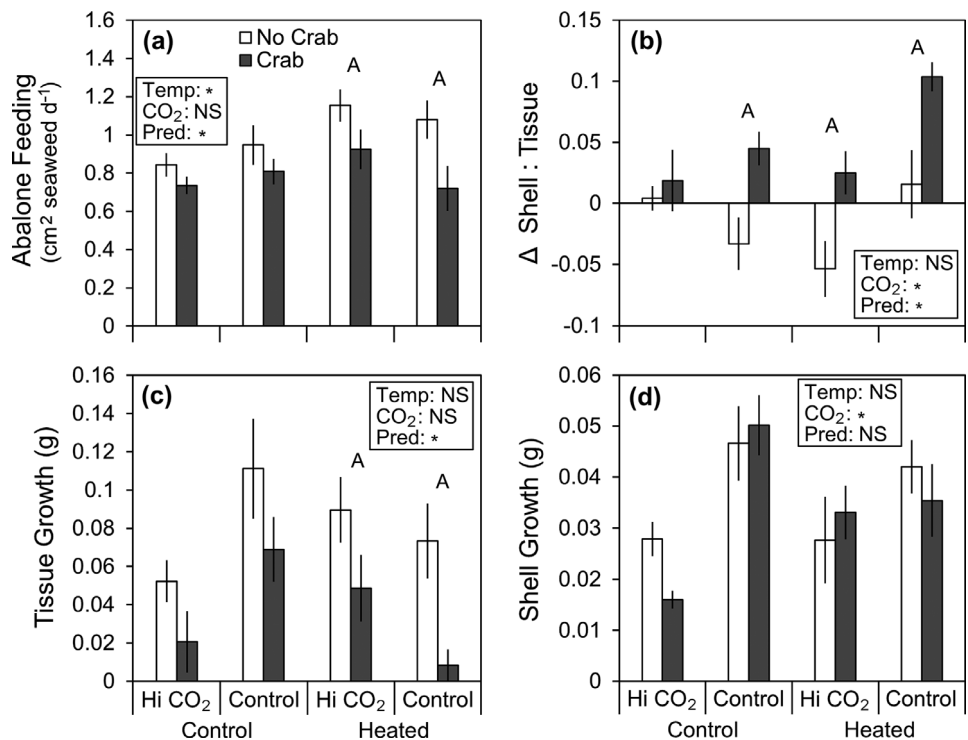 (a)
No Crab
Crab
Temp: *
CO₂: NS
Pred: *
A
A
Abalone Feeding
(cm² seaweed d⁻¹)
1.6
1.4
1.2
1
0.8
0.6
0.4
0.2
0
(b)
A
A
A
Δ Shell : Tissue
0.15
0.1
0.05
0
-0.05
-0.1
Temp: NS
CO₂: *
Pred: *
(c)
Temp: NS
CO₂: NS
Pred: *
A
A
Tissue Growth (g)
0.16
0.14
0.12
0.1
0.08
0.06
0.04
0.02
0
Hi CO₂
Control
Hi CO₂
Control
Control
Heated
(d)
Temp: NS
CO₂: *
Pred: NS
Shell Growth (g)
0.06
0.05
0.04
0.03
0.02
0.01
0
Hi CO₂
Control
Hi CO₂
Control
Control
Heated